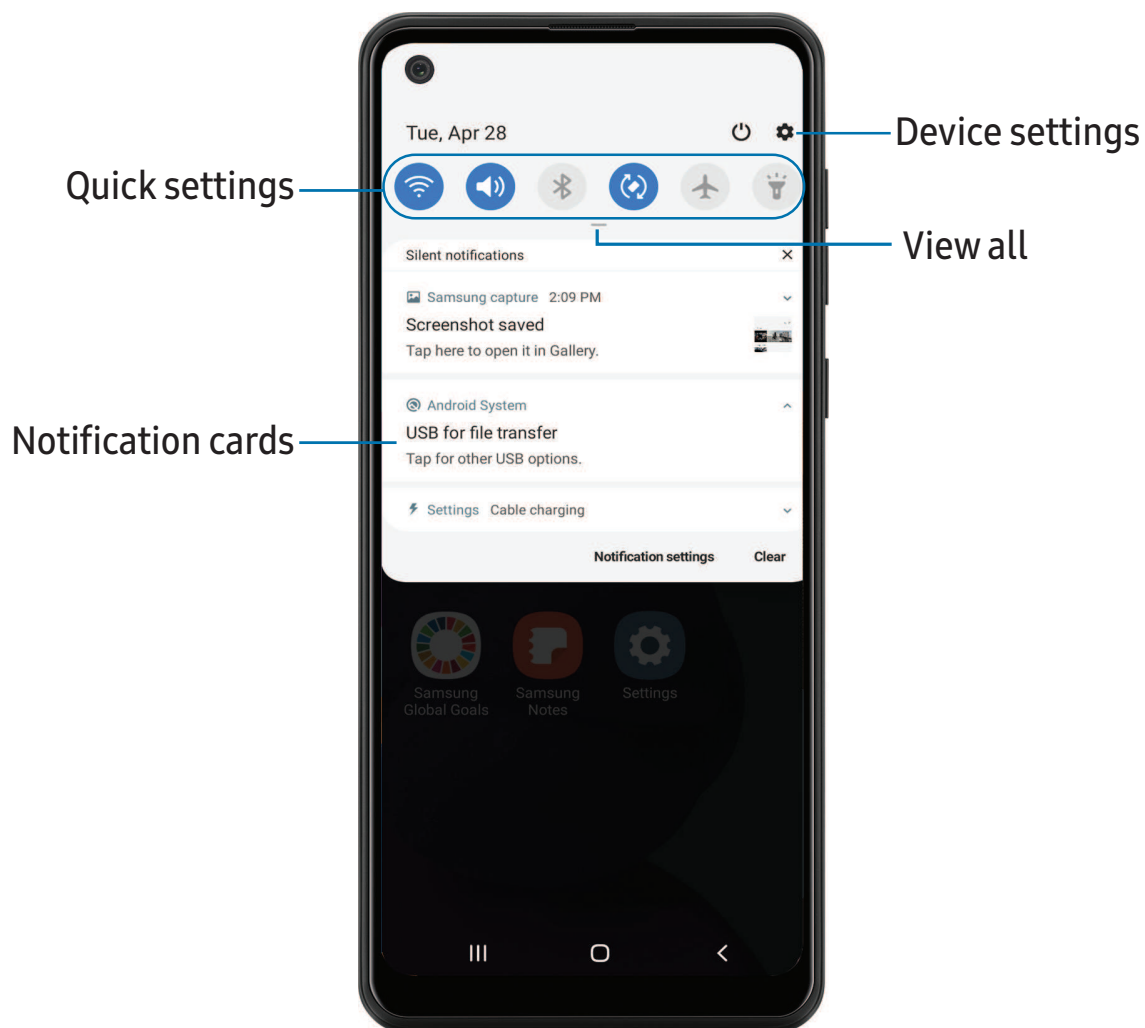 Tue, Apr 28
Device settings
Quick settings
View all
Silent notifications
Samsung capture 2:09 PM
Screenshot saved
Tap here to open it in Gallery.
Android System
Notification cards
USB for file transfer
Tap for other USB options.
Settings Cable charging
Notification settings Clear
Samsung Global Goals
Samsung Notes
Settings